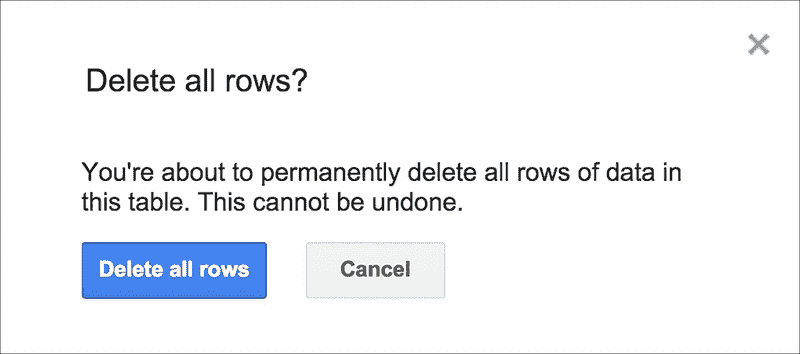 Delete all rows?
You're about to permanently delete all rows of data in
this table. This cannot be undone.
Delete all rows
Cancel